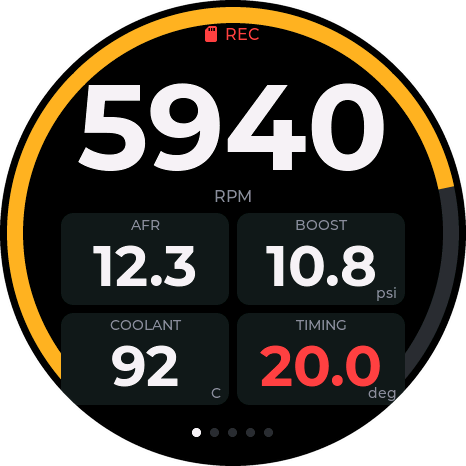 REC
5940
RPM
AFR
12.3
BOOST
10.8
psi
COOLANT
92
C
TIMING
20.0
deg